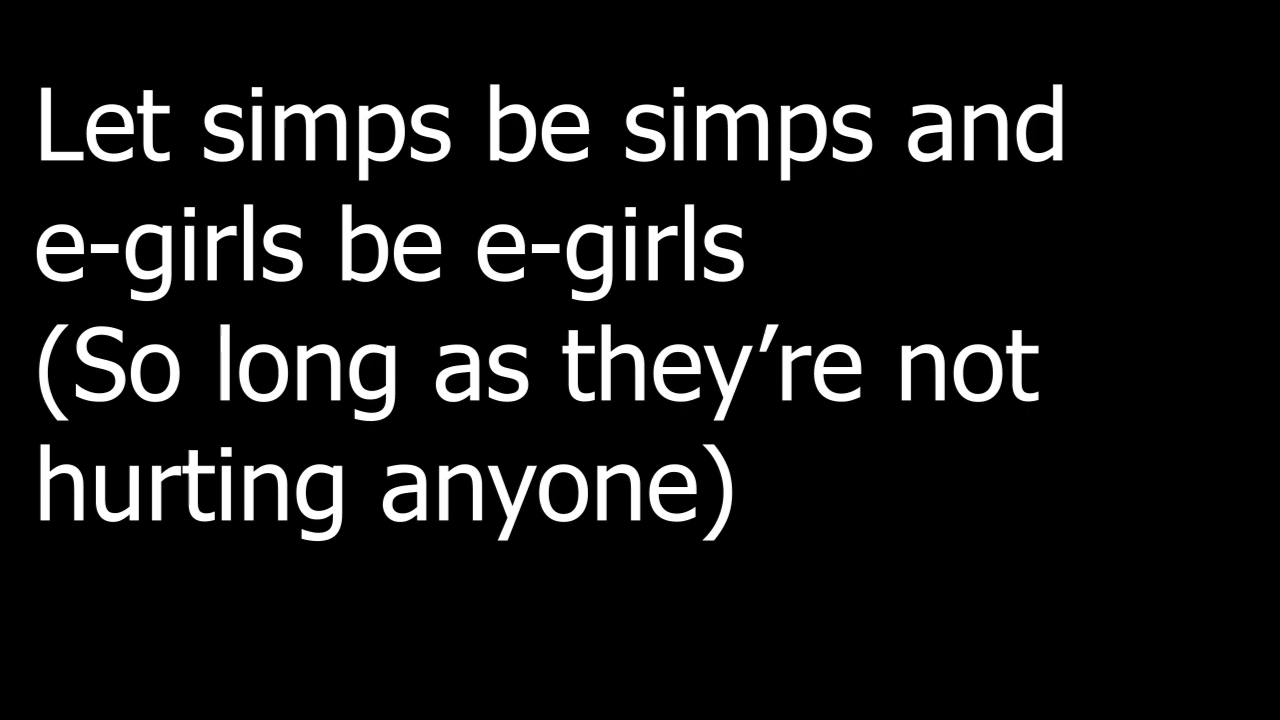 Let simps be simps and
e-girls be e-girls
(So long as they’re not
hurting anyone)